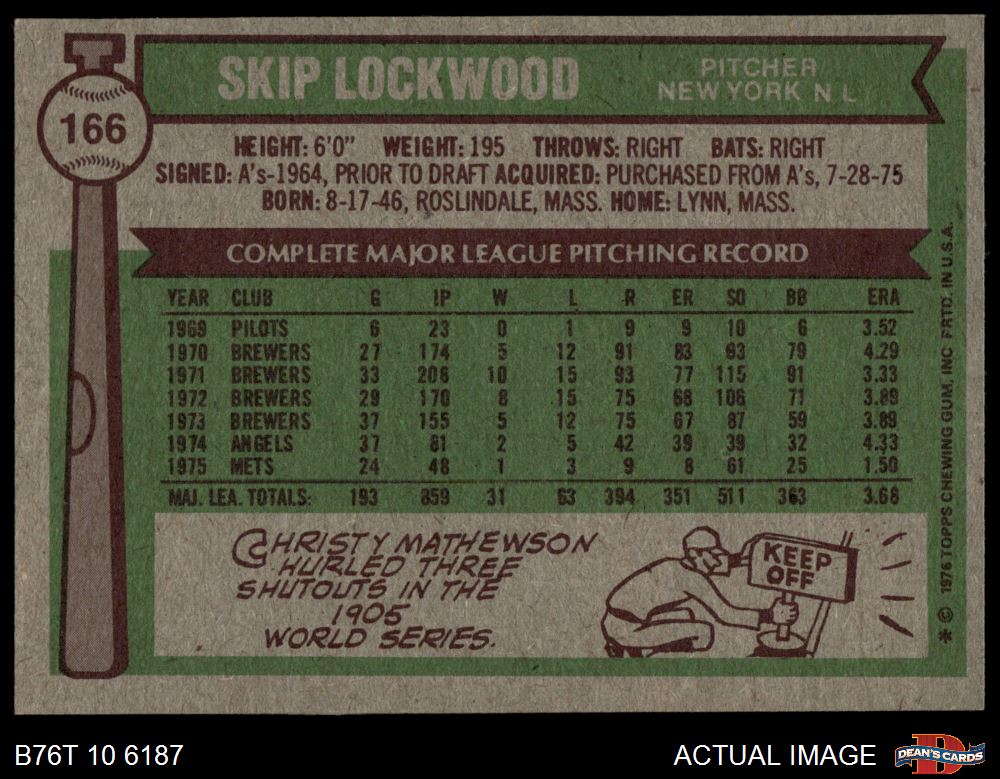 SKIP LOCKWOOD
PITCHER
NEW YORK N L
166
HEIGHT: 6'0" WEIGHT: 195 THROWS: RIGHT BATS: RIGHT
SIGNED: A's-1964, PRIOR TO DRAFT ACQUIRED: PURCHASED FROM A's, 7-28-75
BORN: 8-17-46, ROSLINDALE, MASS. HOME: LYNN, MASS.
COMPLETE MAJOR LEAGUE PITCHING RECORD
YEAR CLUB G IP W L R ER SO BB ERA
1969 PILOTS 6 23 0 1 9 9 10 6 3.52
1970 BREWERS 27 174 5 12 91 83 93 79 4.29
1971 BREWERS 33 208 10 15 93 77 115 91 3.33
1972 BREWERS 29 170 8 15 75 68 106 71 3.89
1973 BREWERS 37 155 5 12 75 67 87 59 3.89
1974 ANGELS 37 81 2 5 42 39 39 32 4.33
1975 METS 24 48 1 3 9 8 61 25 1.50
MAJ. LEA. TOTALS: 193 859 31 63 394 351 511 363 3.68
CHRISTY MATHEWSON
HURLED THREE
SHUTOUTS IN THE
1905
WORLD SERIES.
KEEP
OFF
* © 1976 TOPPS CHEWING GUM, INC PRTD. IN U.S.A.
B76T 10 6187
ACTUAL IMAGE
DEAN'S CARDS